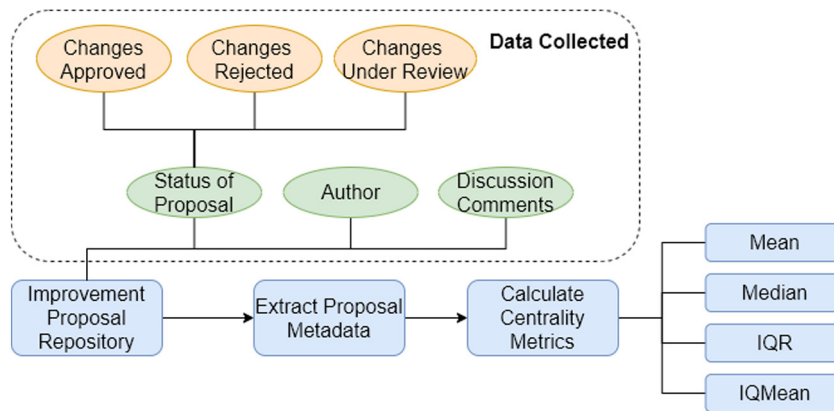 Data Collected
Changes
Approved
Changes
Rejected
Changes
Under Review
Status of
Proposal
Author
Discussion
Comments
Improvement
Proposal
Repository
Extract Proposal
Metadata
Calculate
Centrality
Metrics
Mean
Median
IQR
IQMean